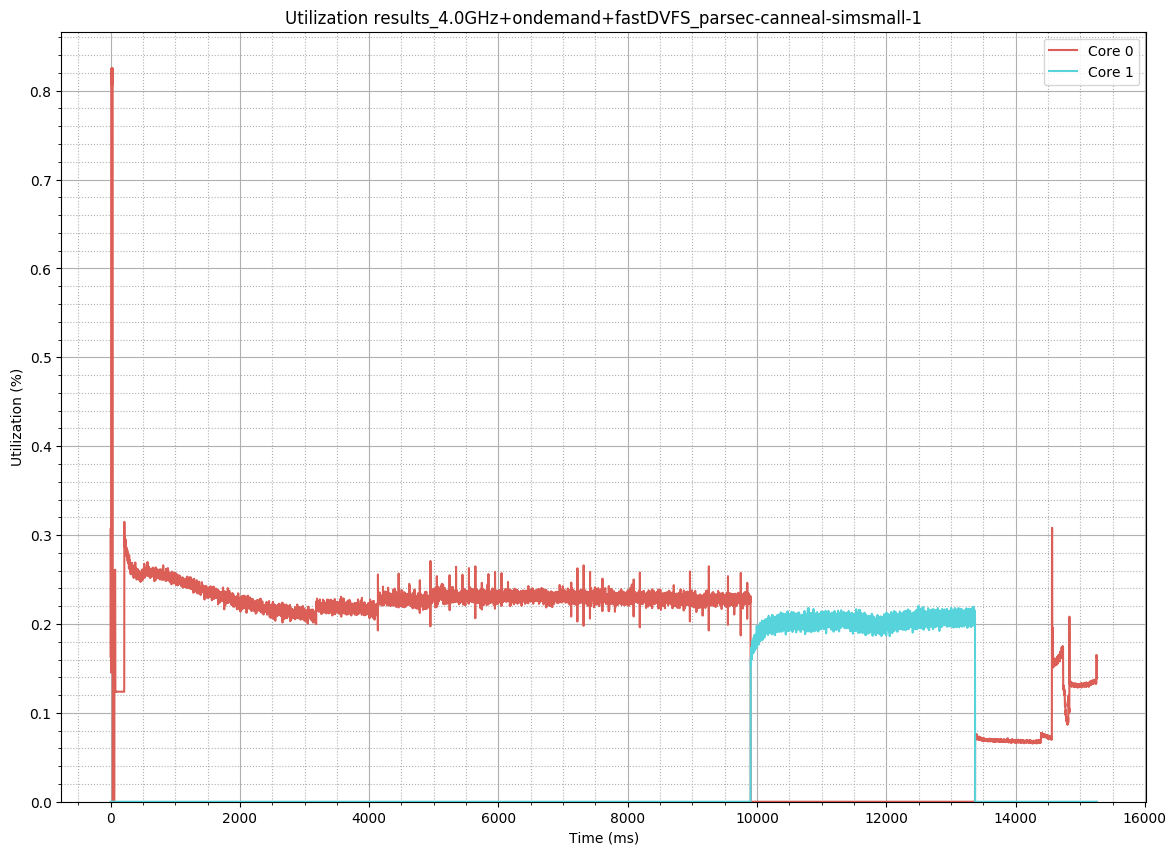 Utilization results_4.0GHz+ondemand+fastDVFS_parsec-canneal-simsmall-1
Core 0
Core 1
Utilization (%)
0.8
0.7
0.6
0.5
0.4
0.3
0.2
0.1
0.0
0 2000 4000 6000 8000 10000 12000 14000 16000
Time (ms)